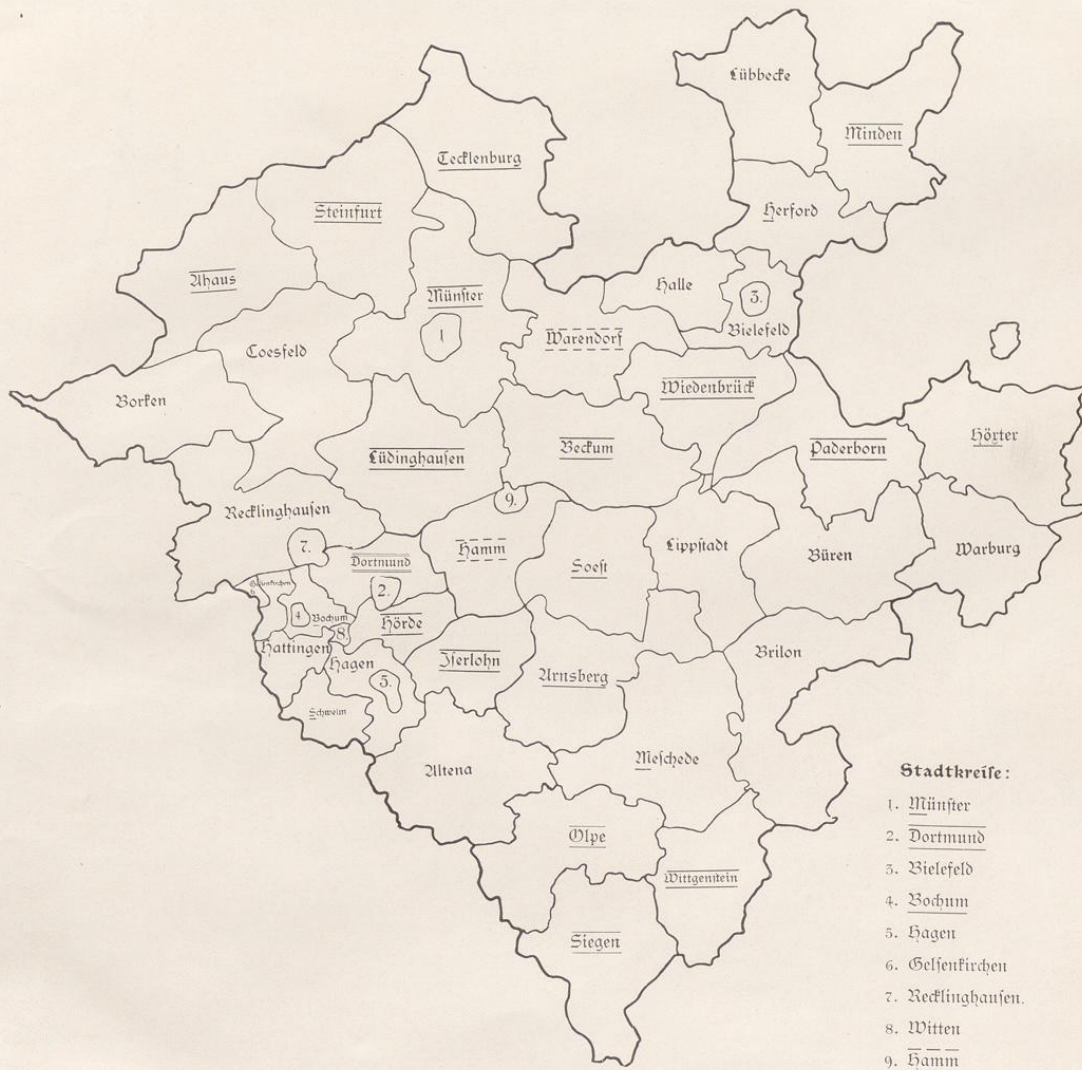 Lübbecke
Minden
Tecklenburg
Herford
Steinfurt
Ahaus
Halle
Münster
3.
Bielefeld
1
Warendorf
Coesfeld
Wiedenbrück
Borken
Höxter
Lüdinghausen
Beckum
Paderborn
9.
Recklinghausen
7.
Hamm
Lippstadt
Büren
Warburg
Dortmund
Soest
Gelsenkirchen
6
2.
4.
Bochum
8.
Hörde
Hattingen
Hagen
Iserlohn
Brilon
5.
Arnsberg
Schwelm
Altena
Meschede
Olpe
Wittgenstein
Siegen
Stadtkreiſe:
1. Münſter
2. Dortmund
3. Bielefeld
4. Bochum
5. Hagen
6. Gelſenkirchen
7. Recklinghauſen.
8. Witten
9. Hamm